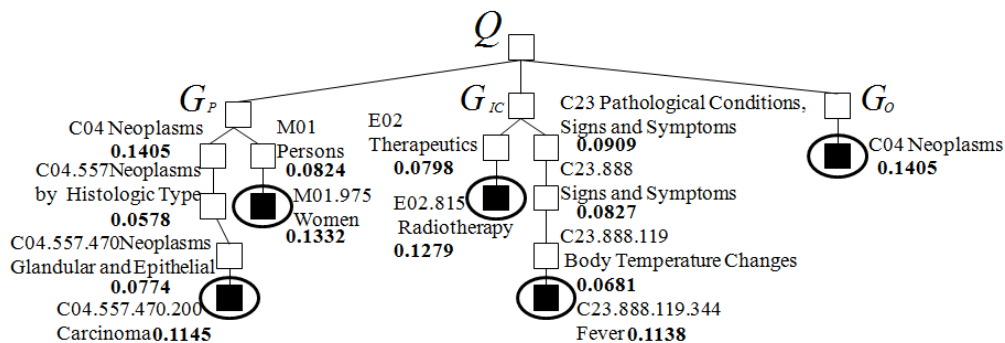 Q
G P
G IC
G O
C04 Neoplasms
0.1405
C04.557Neoplasms
by Histologic Type
0.0578
C04.557.470Neoplasms
Glandular and Epithelial
0.0774
C04.557.470.200
Carcinoma0.1145
M01
Persons
0.0824
M01.975
Women
0.1332
E02
Therapeutics
0.0798
E02.815
Radiotherapy
0.1279
C23 Pathological Conditions,
Signs and Symptoms
0.0909
C23.888
Signs and Symptoms
0.0827
C23.888.119
Body Temperature Changes
0.0681
C23.888.119.344
Fever 0.1138
C04 Neoplasms
0.1405